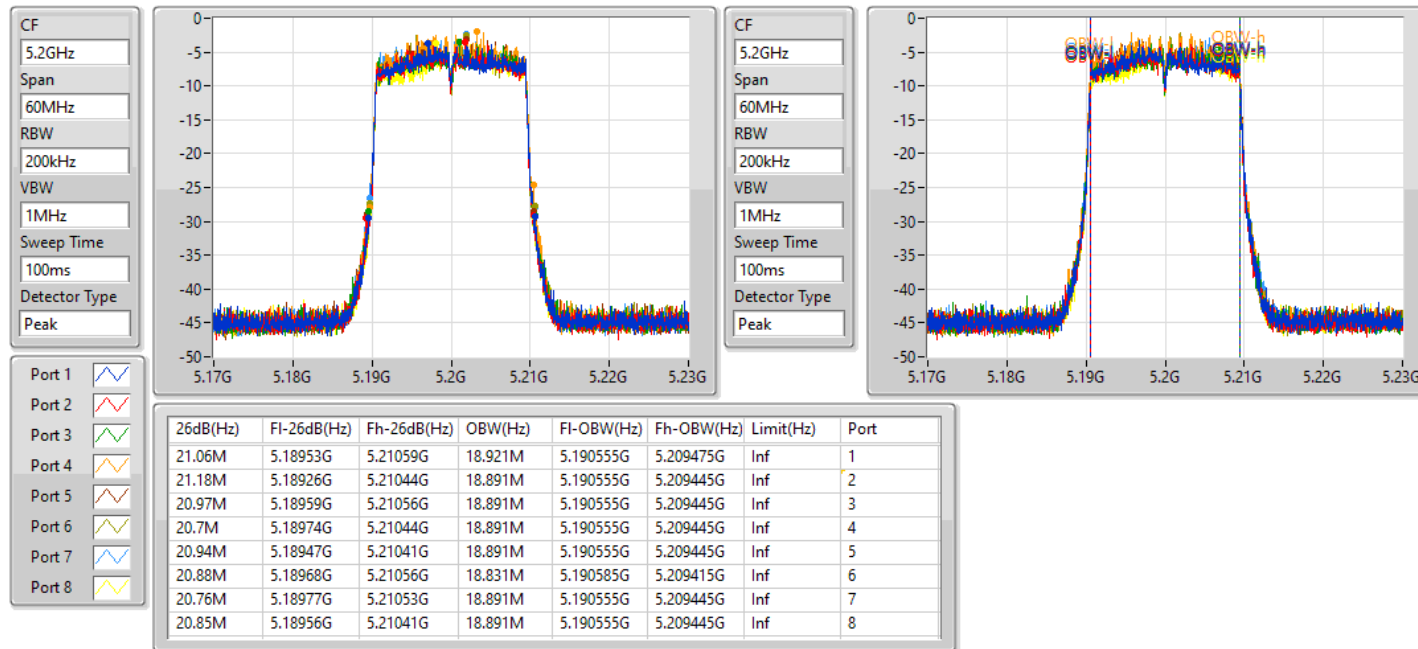 CF
5.2GHz
Span
60MHz
RBW
200kHz
VBW
1MHz
Sweep Time
100ms
Detector Type
Peak
0
-5
-10
-15
-20
-25
-30
-35
-40
-45
-50
5.17G 5.18G 5.19G 5.2G 5.21G 5.22G 5.23G
CF
5.2GHz
Span
60MHz
RBW
200kHz
VBW
1MHz
Sweep Time
100ms
Detector Type
Peak
0
-5
-10
-15
-20
-25
-30
-35
-40
-45
-50
OBW-h
OBW-h
5.17G 5.18G 5.19G 5.2G 5.21G 5.22G 5.23G
Port 1
Port 2
Port 3
Port 4
Port 5
Port 6
Port 7
Port 8
26dB(Hz) Fl-26dB(Hz) Fh-26dB(Hz) OBW(Hz) Fl-OBW(Hz) Fh-OBW(Hz) Limit(Hz) Port
21.06M 5.18953G 5.21059G 18.921M 5.190555G 5.209475G Inf 1
21.18M 5.18926G 5.21044G 18.891M 5.190555G 5.209445G Inf 2
20.97M 5.18959G 5.21056G 18.891M 5.190555G 5.209445G Inf 3
20.7M 5.18974G 5.21044G 18.891M 5.190555G 5.209445G Inf 4
20.94M 5.18947G 5.21041G 18.891M 5.190555G 5.209445G Inf 5
20.88M 5.18968G 5.21056G 18.831M 5.190585G 5.209415G Inf 6
20.76M 5.18977G 5.21053G 18.891M 5.190555G 5.209445G Inf 7
20.85M 5.18956G 5.21041G 18.891M 5.190555G 5.209445G Inf 8